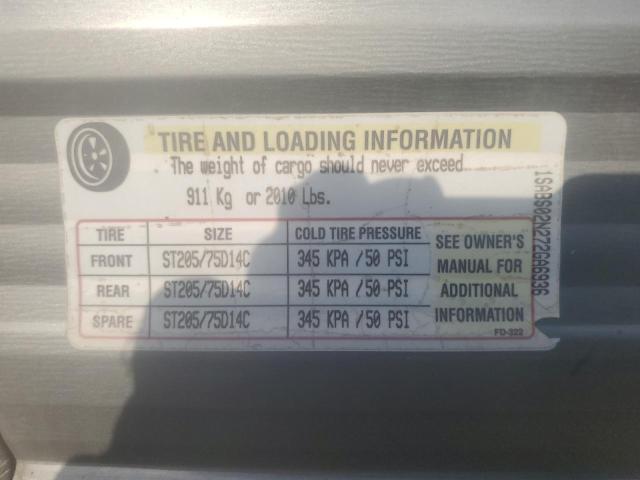 TIRE AND LOADING INFORMATION
The weight of cargo should never exceed
911 Kg or 2010 Lbs.
TIRE SIZE COLD TIRE PRESSURE
FRONT ST205/75D14C 345 KPA /50 PSI
REAR ST205/75D14C 345 KPA /50 PSI
SPARE ST205/75D14C 345 KPA /50 PSI
SEE OWNER'S
MANUAL FOR
ADDITIONAL
INFORMATION
FD-322
1SABS02N272GA6936